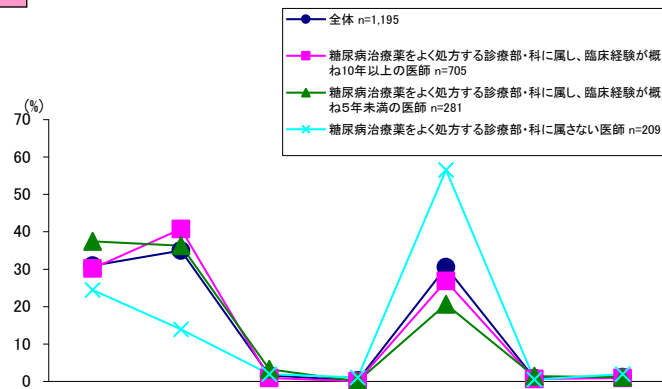 全体 n=1,195
糖尿病治療薬をよく処方する診療部・科に属し、臨床経験が概
ね10年以上の医師 n=705
糖尿病治療薬をよく処方する診療部・科に属し、臨床経験が概
ね5年未満の医師 n=281
糖尿病治療薬をよく処方する診療部・科に属さない医師 n=209
(%)
70
60
50
40
30
20
10
0